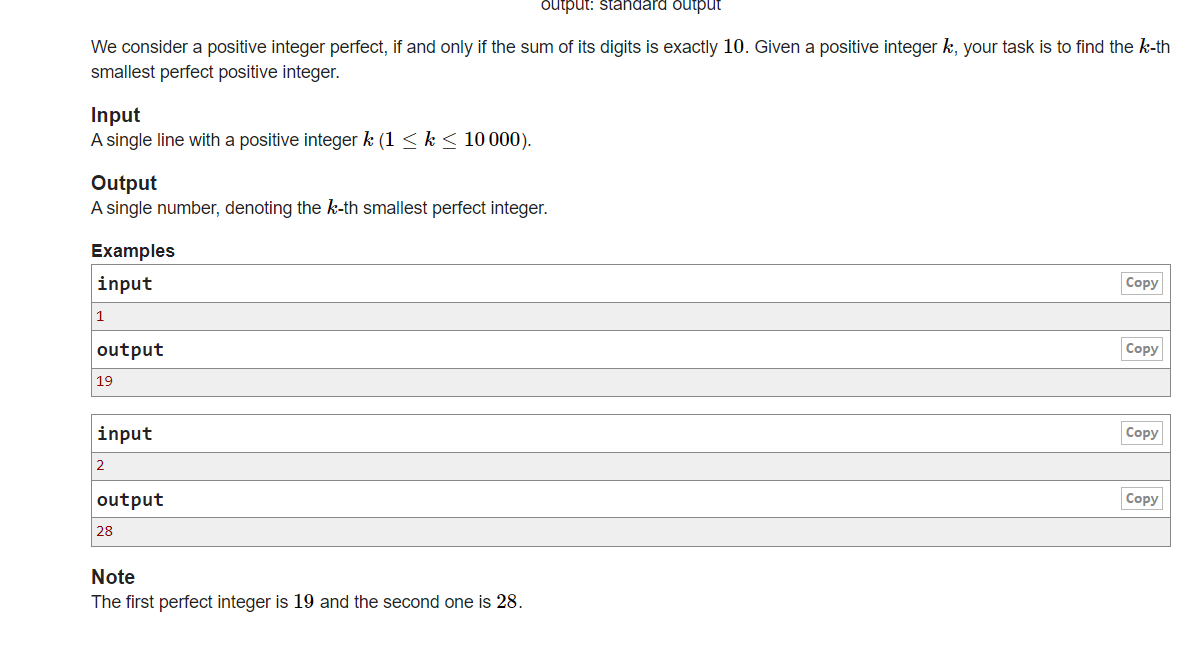 output: standard output
We consider a positive integer perfect, if and only if the sum of its digits is exactly 10. Given a positive integer k, your task is to find the k-th
smallest perfect positive integer.
Input
A single line with a positive integer k (1 ≤ k ≤ 10 000).
Output
A single number, denoting the k-th smallest perfect integer.
Examples
input Copy
1
output Copy
19
input Copy
2
output Copy
28
Note
The first perfect integer is 19 and the second one is 28.